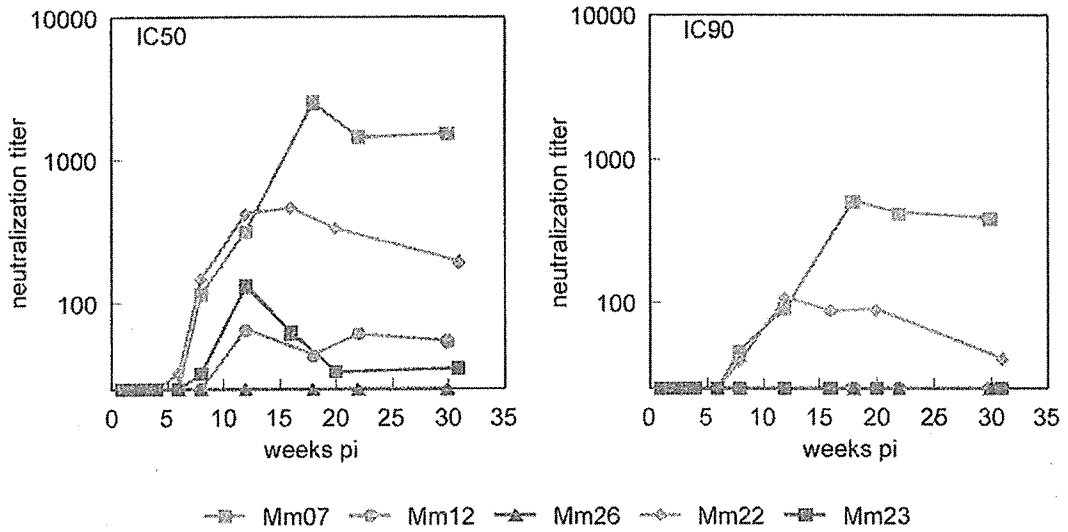 IC50
neutralization titer
10000
1000
100
0 5 10 15 20 25 30 35
weeks pi
IC90
neutralization titer
10000
1000
100
0 5 10 15 20 25 30 35
weeks pi
Mm07 Mm12 Mm26 Mm22 Mm23